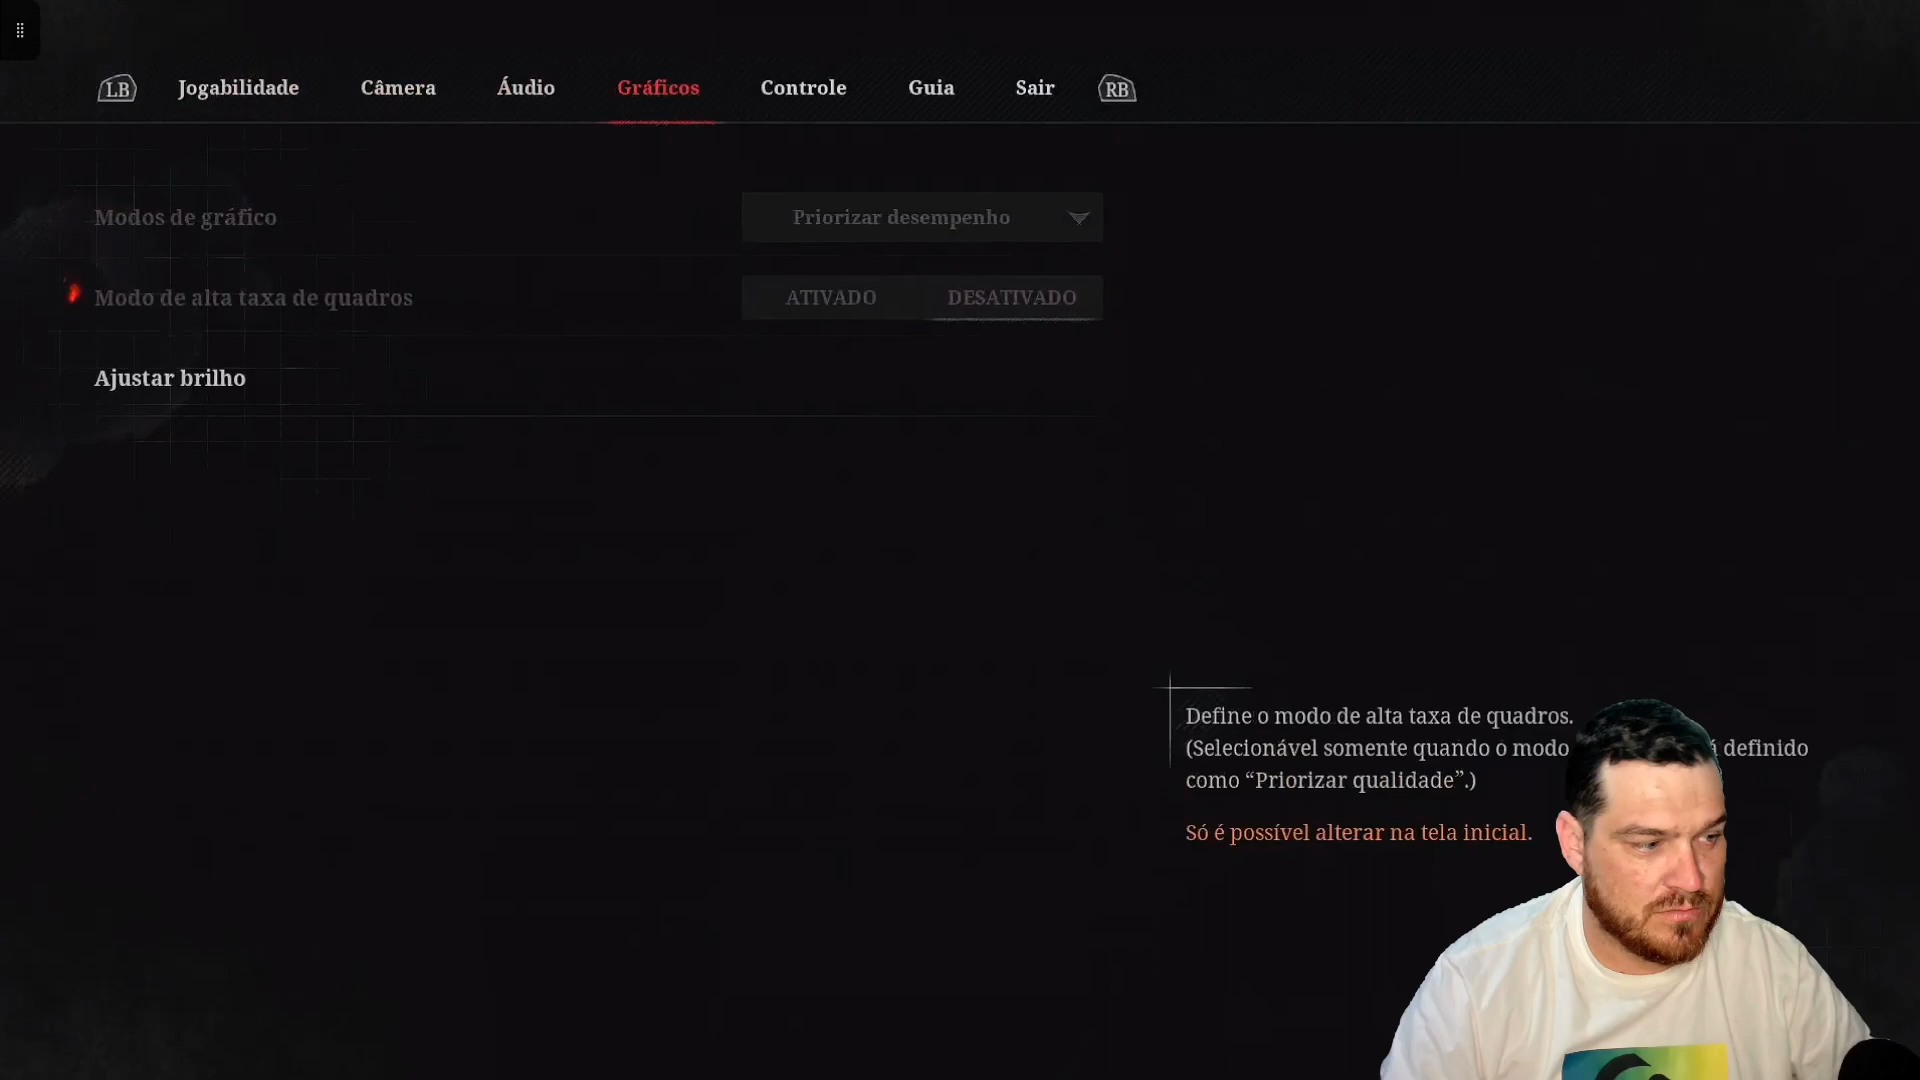 LB Jogabilidade Câmera Áudio Gráficos Controle Guia Sair RB
Modos de gráfico Priorizar desempenho
Modo de alta taxa de quadros ATIVADO DESATIVADO
Ajustar brilho
Define o modo de alta taxa de quadros.
(Selecionável somente quando o modo definido
como “Priorizar qualidade”.)
Só é possível alterar na tela inicial.